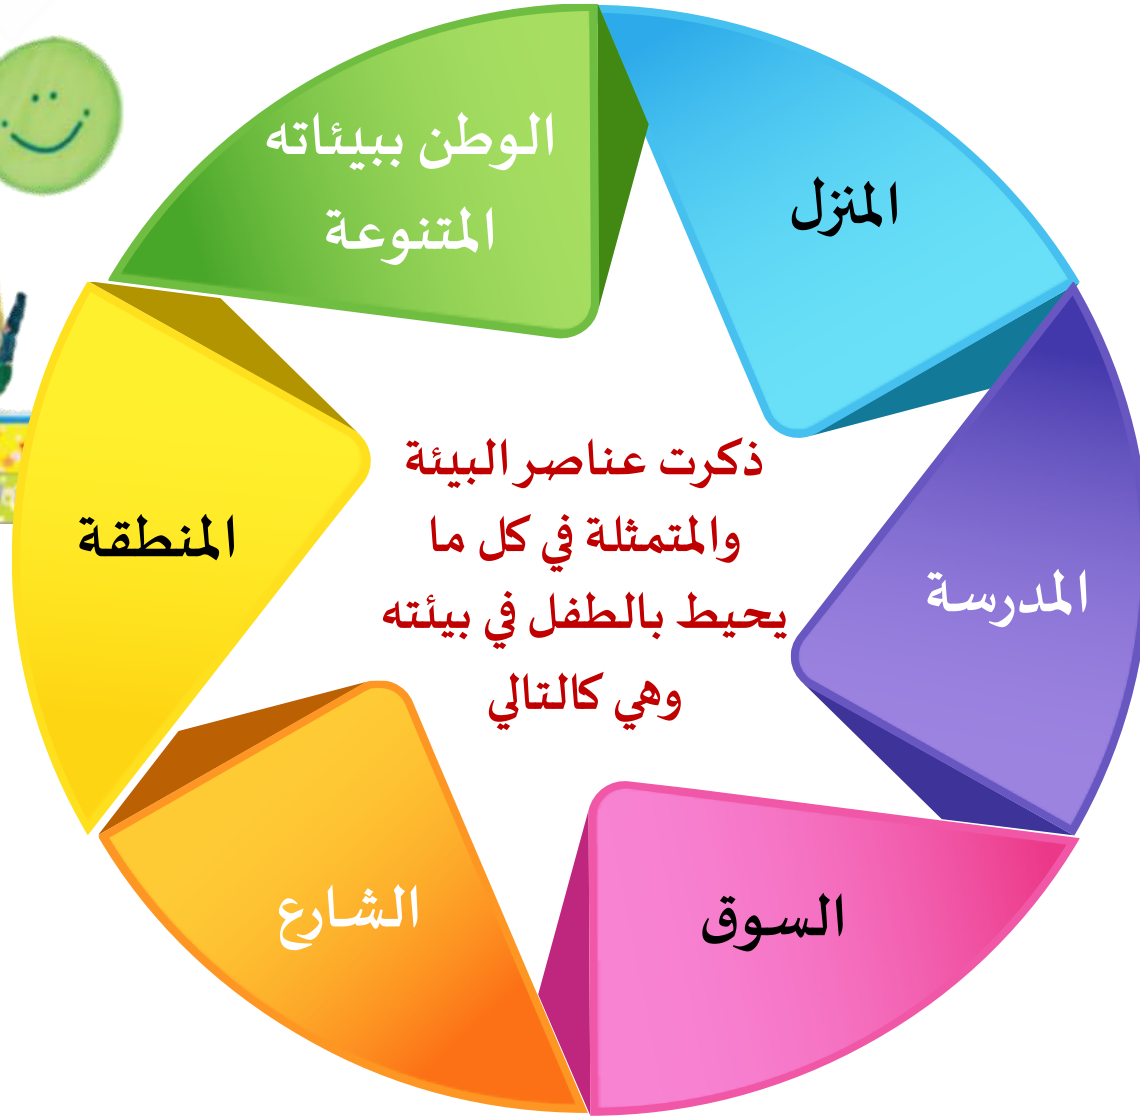 ذكرت عناصر البيئة
والمتمثلة في كل ما
يحيط بالطفل في بيئته
وهي كالتالي
المنزل
المدرسة
السوق
الشارع
المنطقة
الوطن ببيئاته
المتنوعة